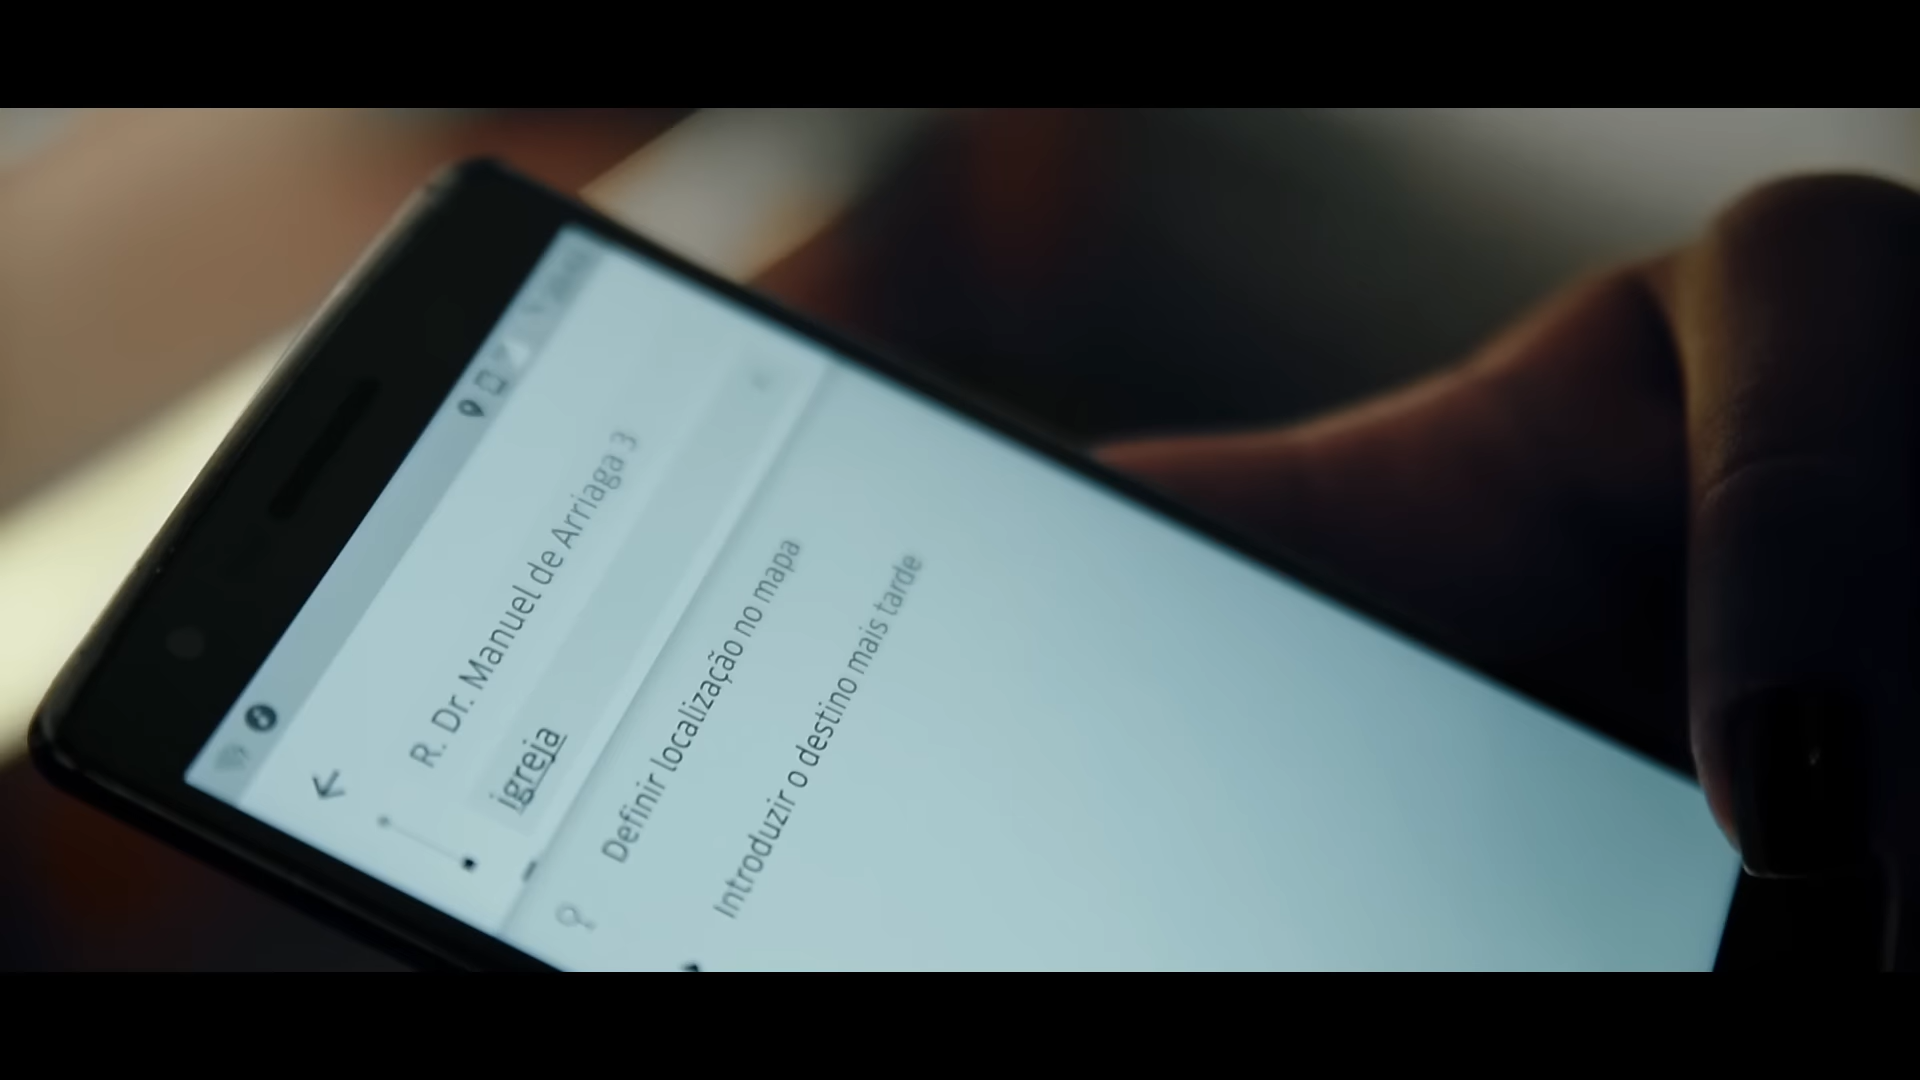 R. Dr. Manuel de Arriaga 3
igreja
Definir localização no mapa
Introduzir o destino mais tarde